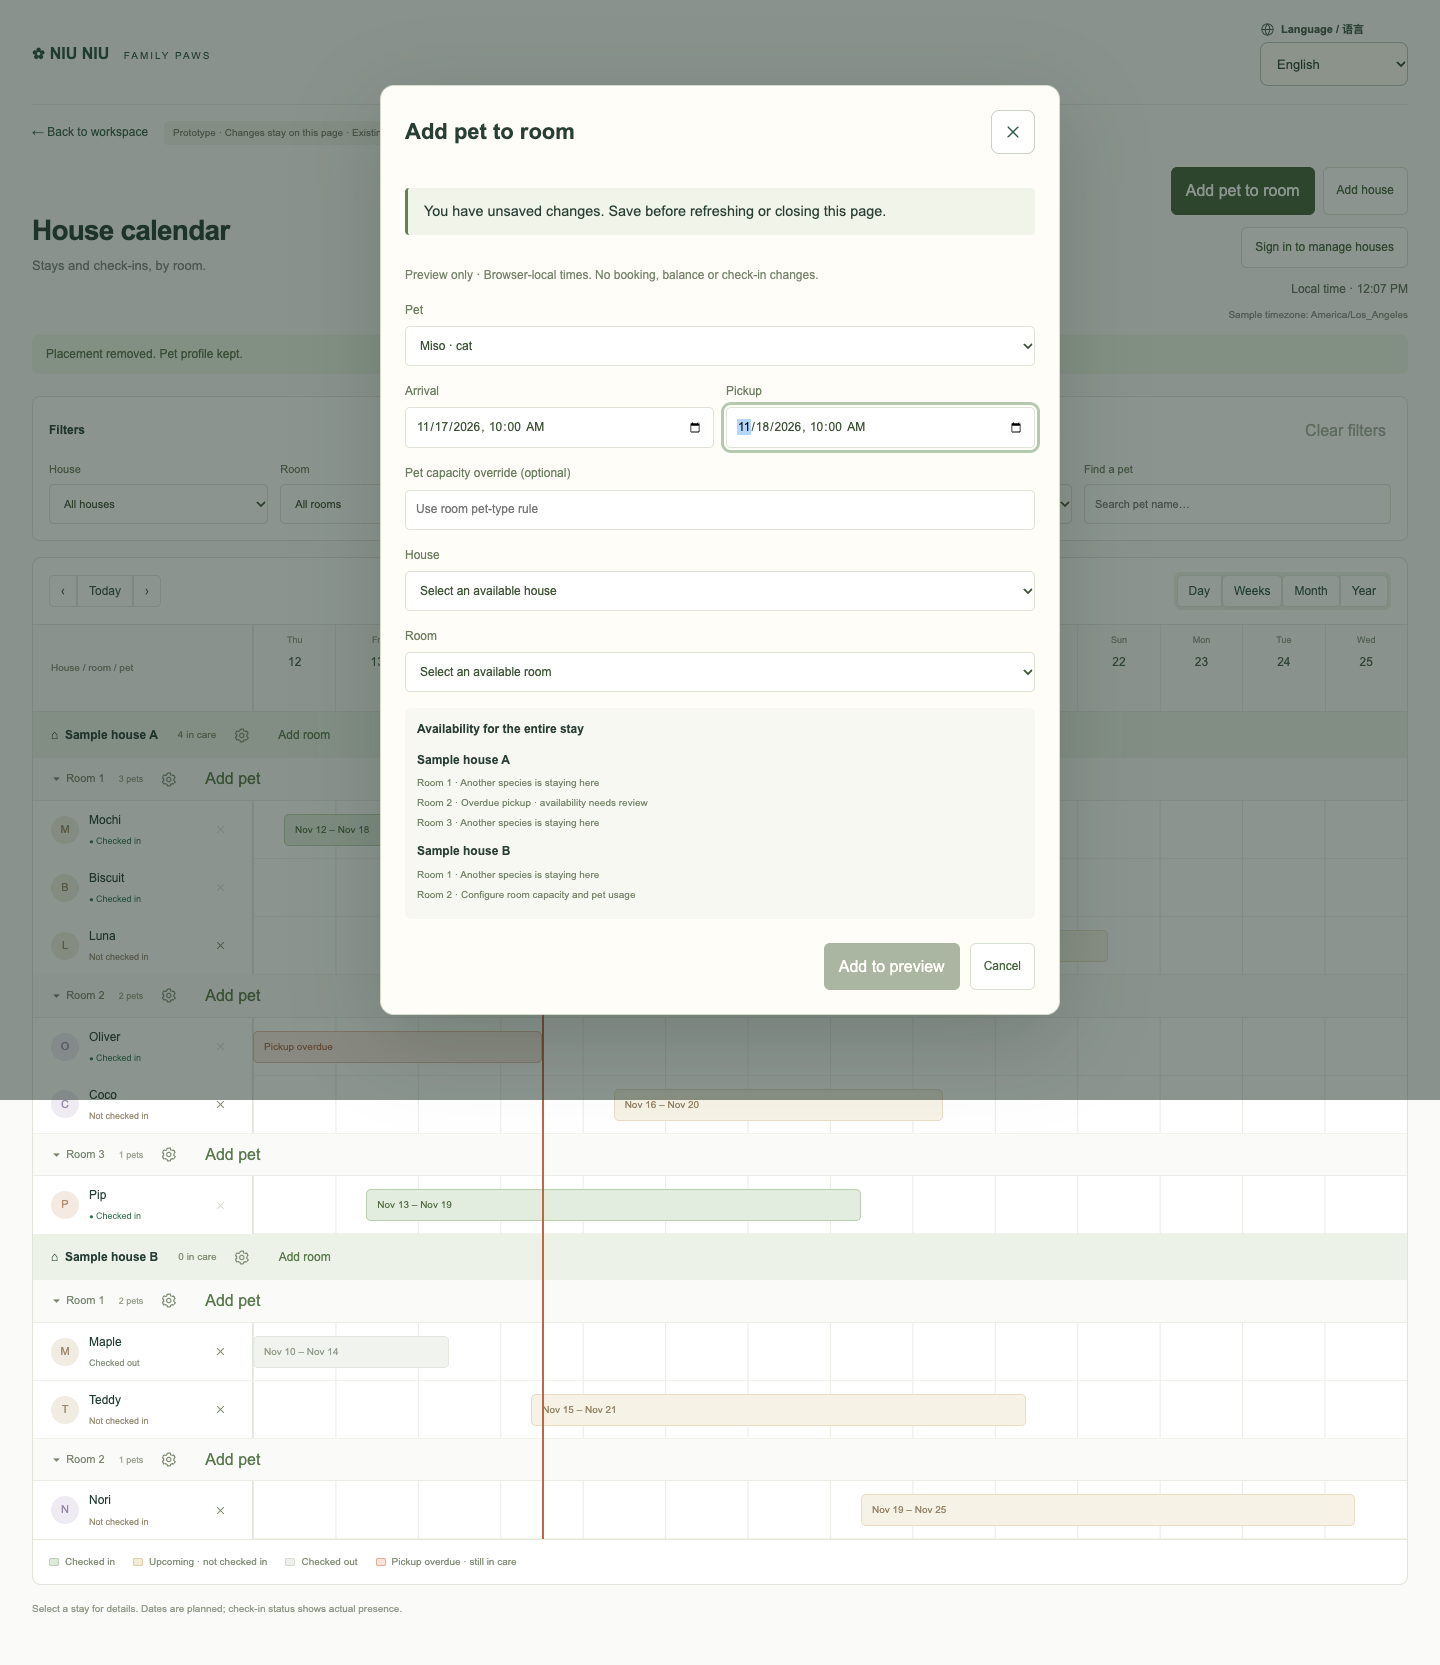 ✿ NIU NIU FAMILY PAWS
Language / 语言
English
← Back to workspace
Prototype · Changes stay on this page · Existin
Add pet to room
Add house
House calendar
Stays and check-ins, by room.
Sign in to manage houses
Local time · 12:07 PM
Sample timezone: America/Los_Angeles
Placement removed. Pet profile kept.
Filters
Clear filters
House
Room
Find a pet
All houses
All rooms
Search pet name…
‹ Today ›
Day Weeks Month Year
House / room / pet
Thu 12
Fr 13
Sun 22
Mon 23
Tue 24
Wed 25
Add pet to room
You have unsaved changes. Save before refreshing or closing this page.
Preview only · Browser-local times. No booking, balance or check-in changes.
Pet
Miso · cat
Arrival
11/17/2026, 10:00 AM
Pickup
11/18/2026, 10:00 AM
Pet capacity override (optional)
Use room pet-type rule
House
Select an available house
Room
Select an available room
Availability for the entire stay
Sample house A
Room 1 · Another species is staying here
Room 2 · Overdue pickup · availability needs review
Room 3 · Another species is staying here
Sample house B
Room 1 · Another species is staying here
Room 2 · Configure room capacity and pet usage
Add to preview
Cancel
Sample house A 4 in care Add room
Room 1 3 pets Add pet
M Mochi
Checked in
Nov 12 – Nov 18
B Biscuit
Checked in
L Luna
Not checked in
Room 2 2 pets Add pet
O Oliver
Checked in
Pickup overdue
C Coco
Not checked in
Nov 16 – Nov 20
Room 3 1 pets Add pet
P Pip
Checked in
Nov 13 – Nov 19
Sample house B 0 in care Add room
Room 1 2 pets Add pet
M Maple
Checked out
Nov 10 – Nov 14
T Teddy
Not checked in
Nov 15 – Nov 21
Room 2 1 pets Add pet
N Nori
Not checked in
Nov 19 – Nov 25
Checked in Upcoming · not checked in Checked out Pickup overdue · still in care
Select a stay for details. Dates are planned; check-in status shows actual presence.